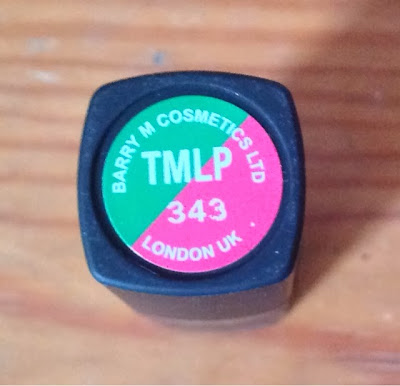 BARRY M COSMETICS LTD
TMLP
343
LONDON UK